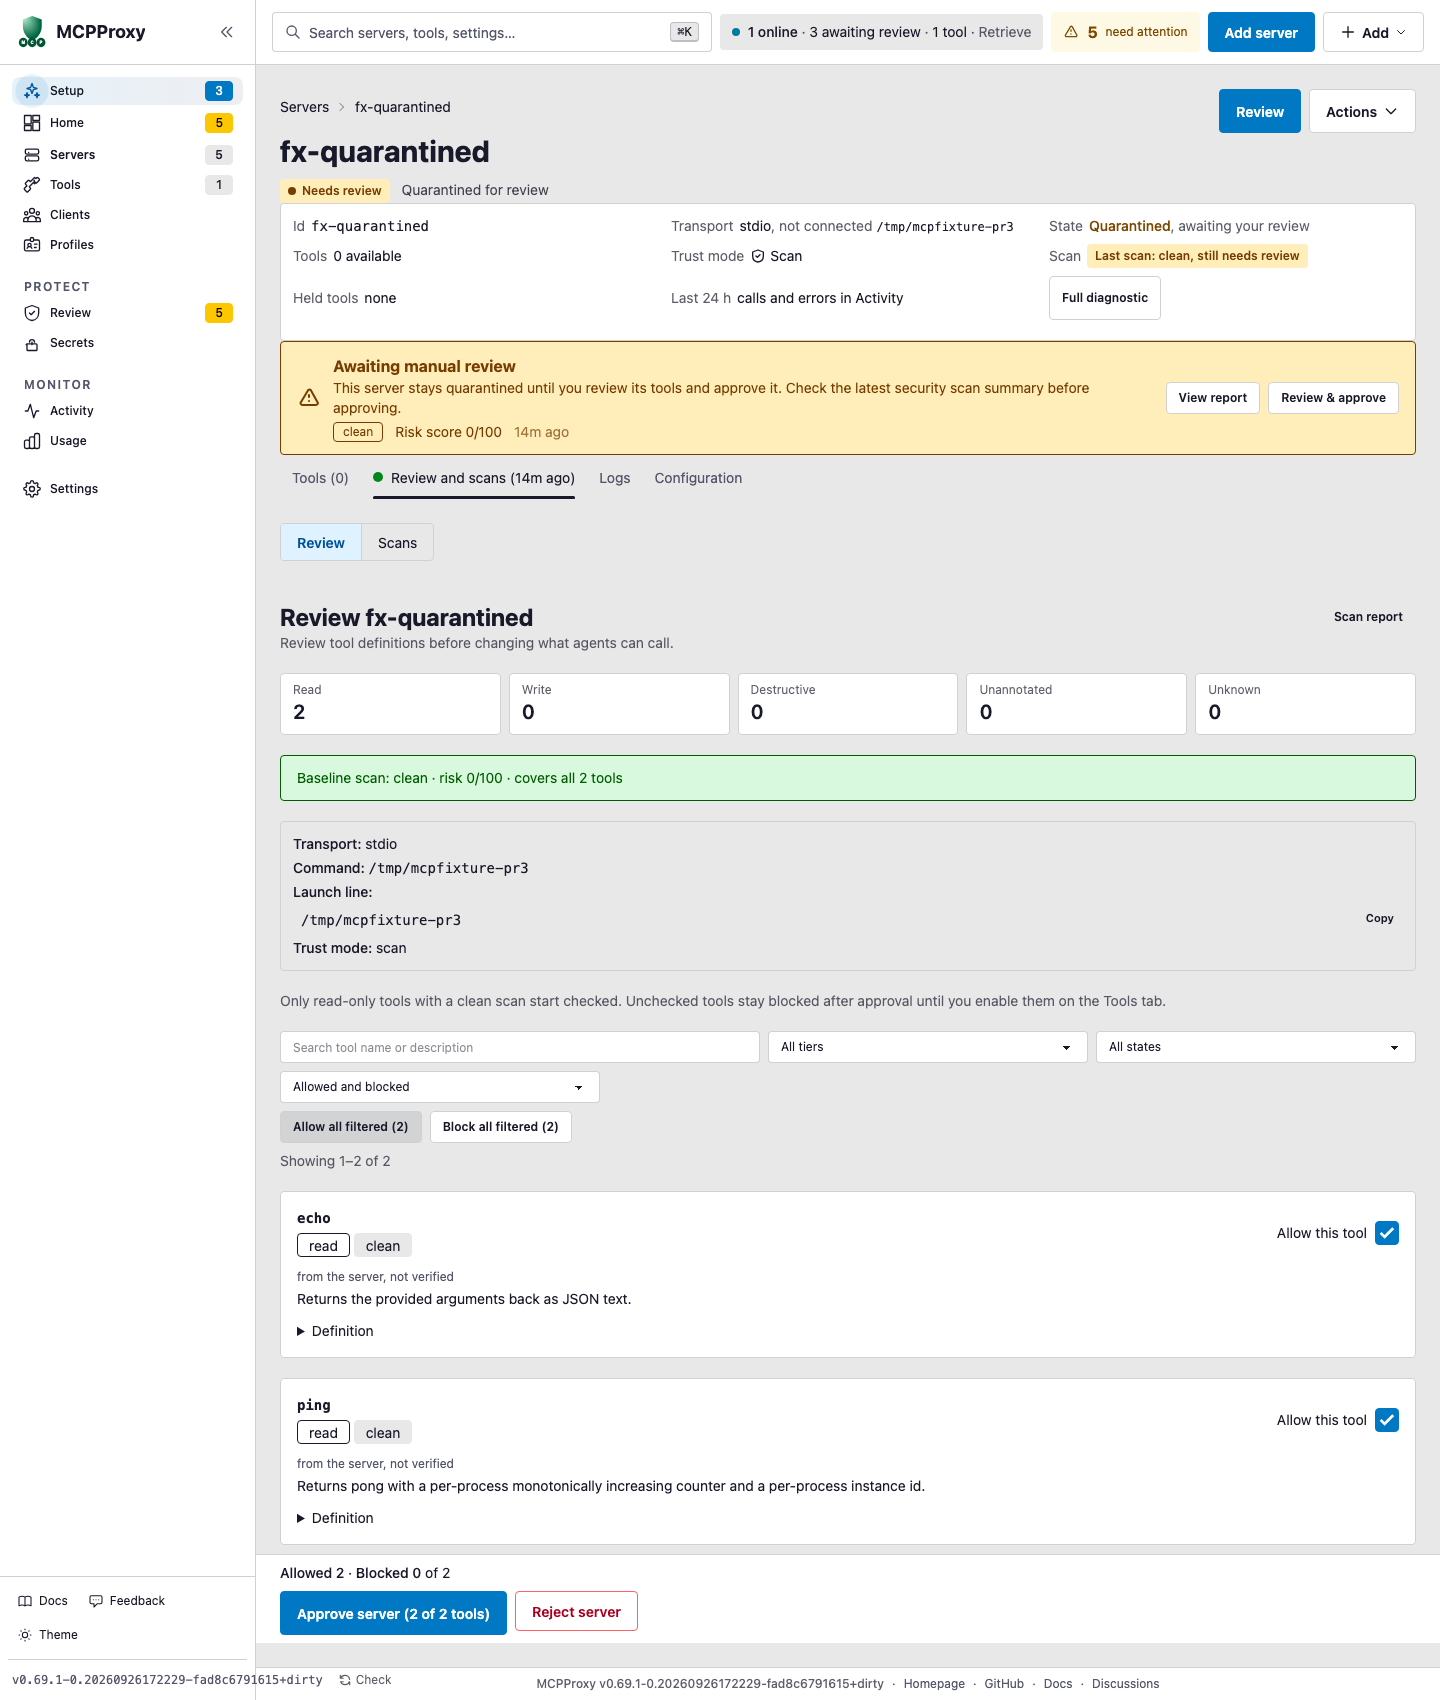 MCPProxy
Search servers, tools, settings... ⌘K
1 online · 3 awaiting review · 1 tool · Retrieve
5 need attention
Add server
Add
Setup 3
Home 5
Servers 5
Tools 1
Clients
Profiles
PROTECT
Review 5
Secrets
MONITOR
Activity
Usage
Settings
Docs
Feedback
Theme
v0.69.1-0.20260926172229-fad8c6791615+dirty
Check
Servers > fx-quarantined
Review
Actions
fx-quarantined
Needs review Quarantined for review
Id fx-quarantined
Transport stdio, not connected /tmp/mcpfixture-pr3
State Quarantined, awaiting your review
Tools 0 available
Trust mode Scan
Scan Last scan: clean, still needs review
Held tools none
Last 24 h calls and errors in Activity
Full diagnostic
Awaiting manual review
This server stays quarantined until you review its tools and approve it. Check the latest security scan summary before
approving.
clean Risk score 0/100 14m ago
View report
Review & approve
Tools (0)
Review and scans (14m ago)
Logs
Configuration
Review
Scans
Review fx-quarantined
Scan report
Review tool definitions before changing what agents can call.
Read
2
Write
0
Destructive
0
Unannotated
0
Unknown
0
Baseline scan: clean · risk 0/100 · covers all 2 tools
Transport: stdio
Command: /tmp/mcpfixture-pr3
Launch line:
/tmp/mcpfixture-pr3
Copy
Trust mode: scan
Only read-only tools with a clean scan start checked. Unchecked tools stay blocked after approval until you enable them on the Tools tab.
Search tool name or description
All tiers
All states
Allowed and blocked
Allow all filtered (2)
Block all filtered (2)
Showing 1–2 of 2
echo
read clean
Allow this tool
from the server, not verified
Returns the provided arguments back as JSON text.
Definition
ping
read clean
Allow this tool
from the server, not verified
Returns pong with a per-process monotonically increasing counter and a per-process instance id.
Definition
Allowed 2 · Blocked 0 of 2
Approve server (2 of 2 tools)
Reject server
MCPProxy v0.69.1-0.20260926172229-fad8c6791615+dirty · Homepage · GitHub · Docs · Discussions